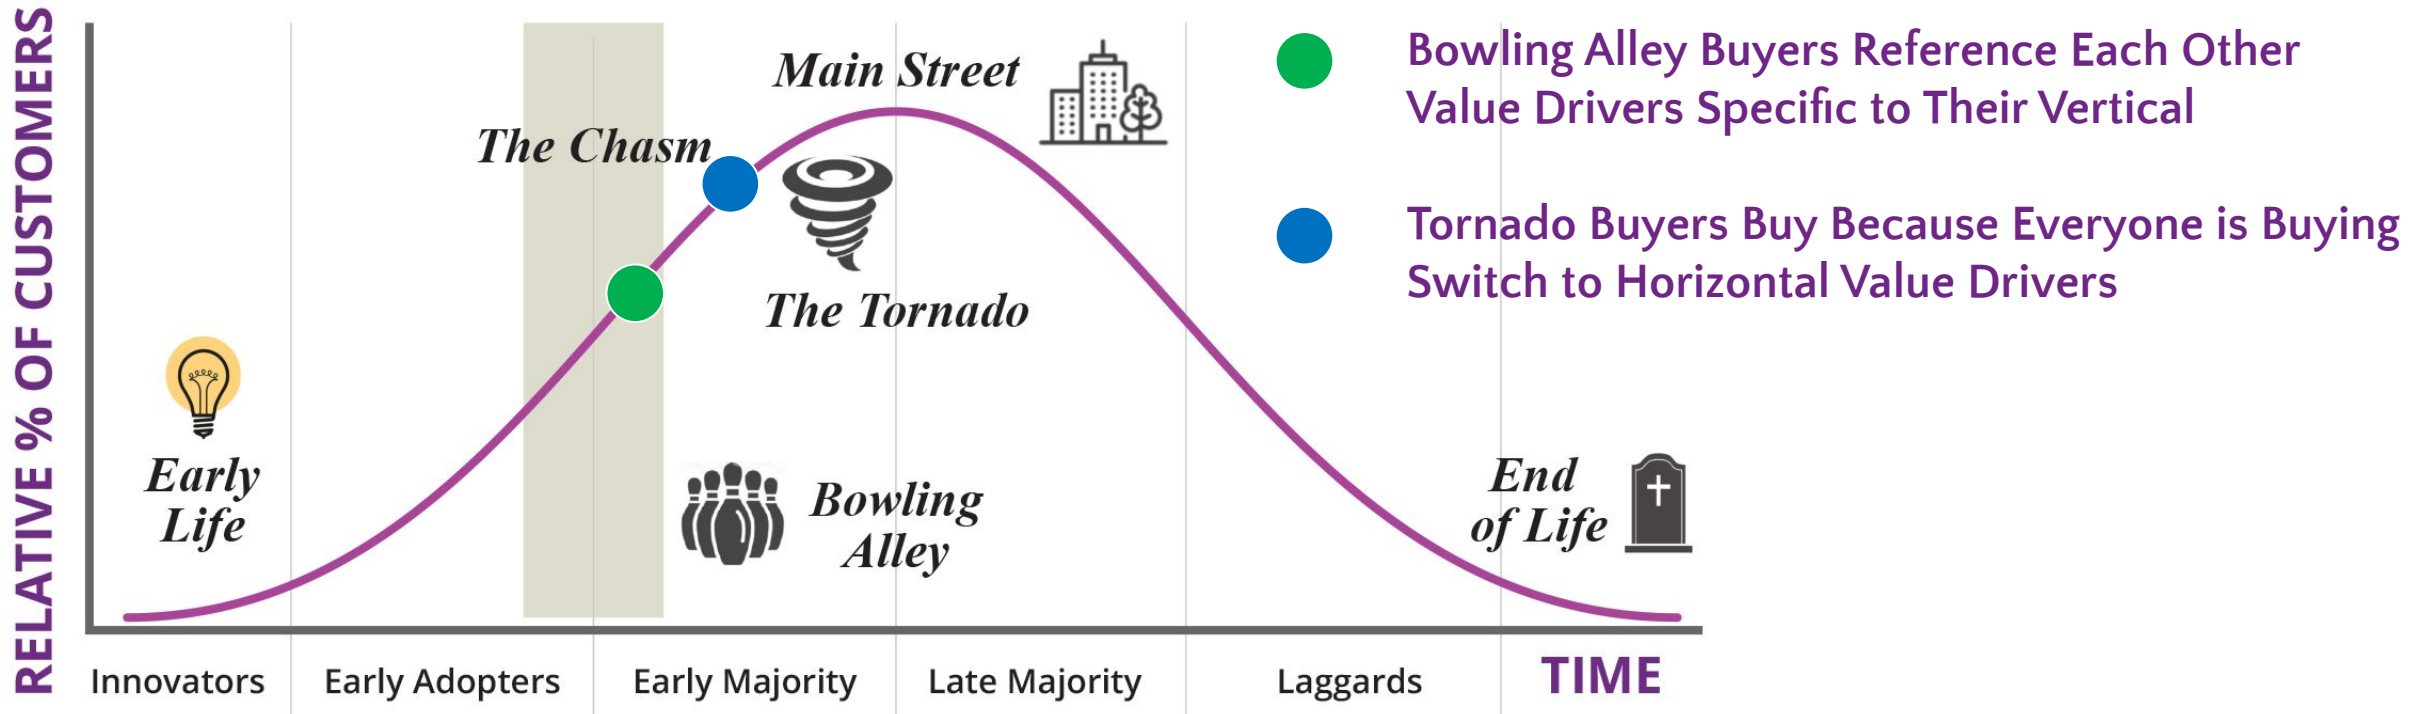 RELATIVE % OF CUSTOMERS
Main Street
The Chasm
The Tornado
Early
Life
Bowling
Alley
End
of Life
Innovators
Early Adopters
Early Majority
Late Majority
Laggards
TIME
Bowling Alley Buyers Reference Each Other
Value Drivers Specific to Their Vertical
Tornado Buyers Buy Because Everyone is Buying
Switch to Horizontal Value Drivers